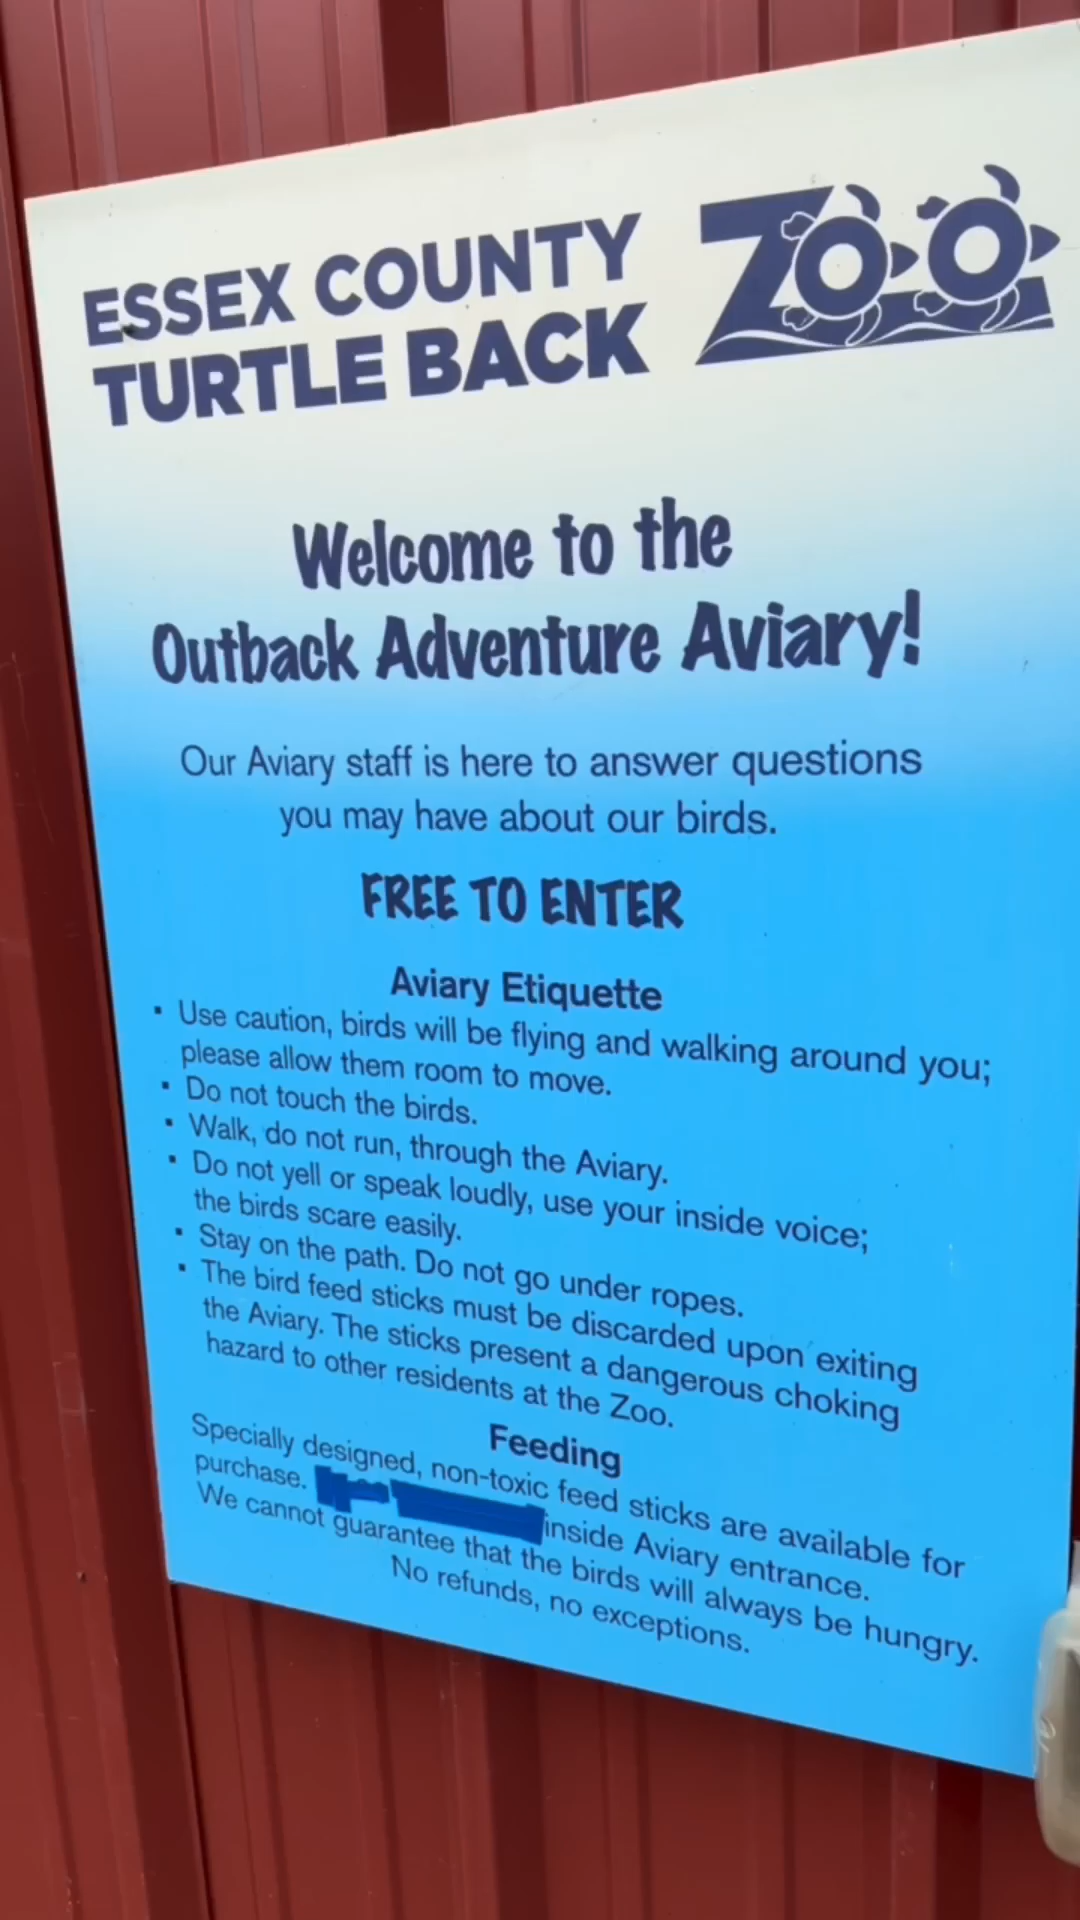 ESSEX COUNTY
TURTLE BACK
ZOO
Welcome to the
Outback Adventure Aviary!
Our Aviary staff is here to answer questions
you may have about our birds.
FREE TO ENTER
Aviary Etiquette
▪ Use caution, birds will be flying and walking around you;
please allow them room to move.
▪ Do not touch the birds.
▪ Walk, do not run, through the Aviary.
▪ Do not yell or speak loudly, use your inside voice;
the birds scare easily.
▪ Stay on the path. Do not go under ropes.
▪ The bird feed sticks must be discarded upon exiting
the Aviary. The sticks present a dangerous choking
hazard to other residents at the Zoo.
Feeding
Specially designed, non-toxic feed sticks are available for
purchase. inside Aviary entrance.
We cannot guarantee that the birds will always be hungry.
No refunds, no exceptions.